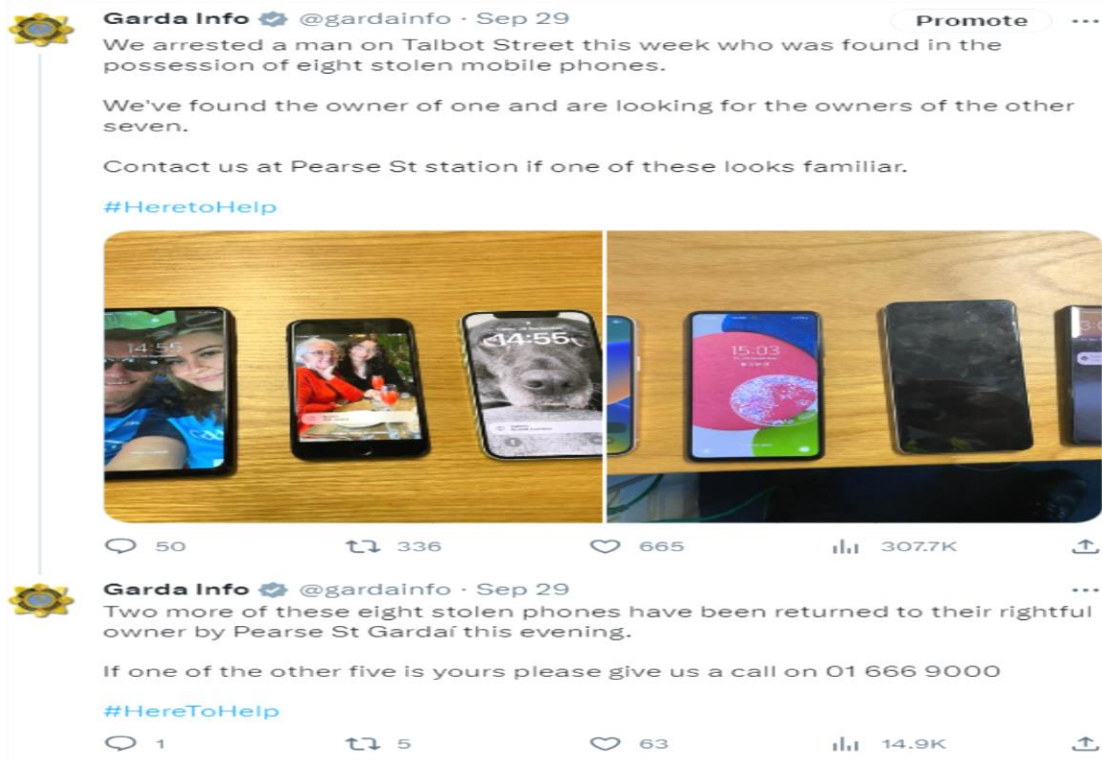 Garda Info @gardainfo · Sep 29
Promote
We arrested a man on Talbot Street this week who was found in the
possession of eight stolen mobile phones.
We've found the owner of one and are looking for the owners of the other
seven.
Contact us at Pearse St station if one of these looks familiar.
#HeretoHelp
14:55
14:55
15:03
50 336 665 307.7K
Garda Info @gardainfo · Sep 29
Two more of these eight stolen phones have been returned to their rightful
owner by Pearse St Gardaí this evening.
If one of the other five is yours please give us a call on 01 666 9000
#HereToHelp
1 5 63 14.9K